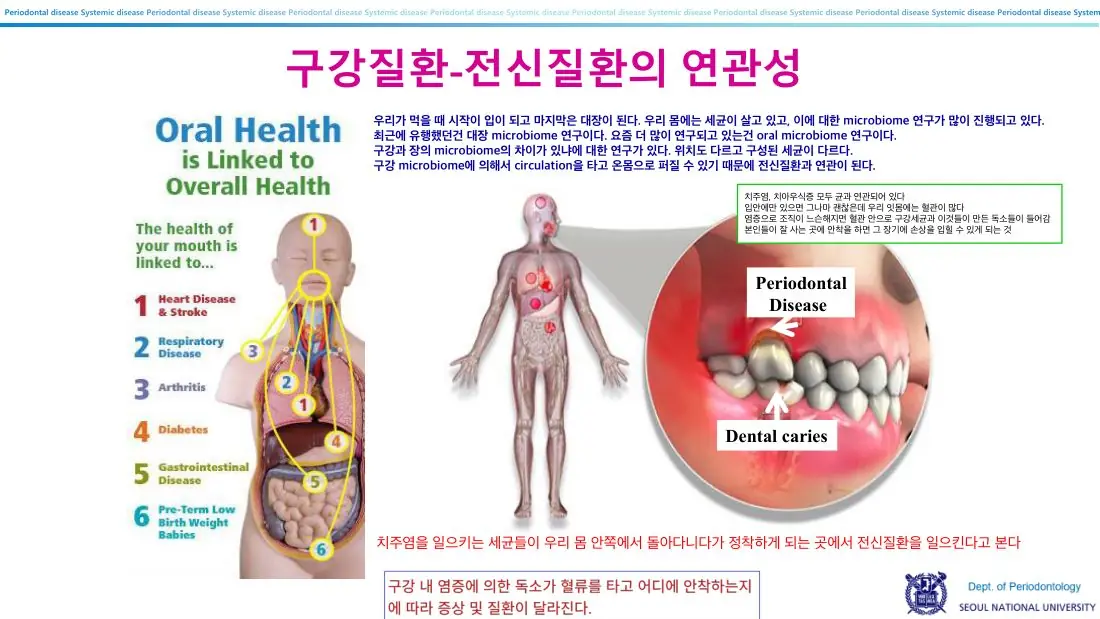 Periodontal disease Systemic disease Periodontal disease Systemic disease Periodontal disease Systemic disease Periodontal disease Systemic disease Periodontal disease Systemic disease Periodontal disease Systemic disease Periodontal disease Systemic disease Periodontal disease System
구강질환-전신질환의 연관성
Oral Health
is Linked to
Overall Health
The health of
your mouth is
linked to...
1 Heart Disease
& Stroke
2 Respiratory
Disease
3 Arthritis
4 Diabetes
5 Gastrointestinal
Disease
6 Pre-Term Low
Birth Weight
Babies
1
3
2
1
4
5
6
우리가 먹을 때 시작이 입이 되고 마지막은 대장이 된다. 우리 몸에는 세균이 살고 있고, 이에 대한 microbiome 연구가 많이 진행되고 있다.
최근에 유행했던건 대장 microbiome 연구이다. 요즘 더 많이 연구되고 있는건 oral microbiome 연구이다.
구강과 장의 microbiome의 차이가 있냐에 대한 연구가 있다. 위치도 다르고 구성된 세균이 다르다.
구강 microbiome에 의해서 circulation을 타고 온몸으로 퍼질 수 있기 때문에 전신질환과 연관이 된다.
치주염, 치아우식증 모두 균과 연관되어 있다
입안에만 있으면 그나마 괜찮은데 우리 잇몸에는 혈관이 많다
염증으로 조직이 느슨해지면 혈관 안으로 구강세균과 이것들이 만든 독소들이 들어감
본인들이 잘 사는 곳에 안착을 하면 그 장기에 손상을 입힐 수 있게 되는 것
Periodontal
Disease
Dental caries
치주염을 일으키는 세균들이 우리 몸 안쪽에서 돌아다니다가 정착하게 되는 곳에서 전신질환을 일으킨다고 본다
구강 내 염증에 의한 독소가 혈류를 타고 어디에 안착하는지
에 따라 증상 및 질환이 달라진다.
Dept. of Periodontology
SEOUL NATIONAL UNIVERSITY